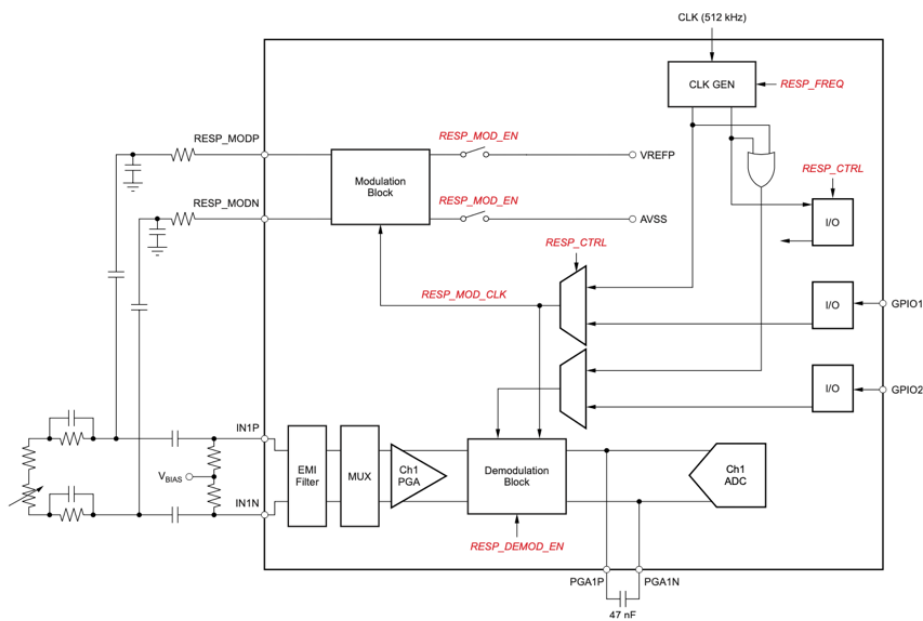 CLK (512 kHz)
CLK GEN
RESP_FREQ
RESP_MODP
RESP_MOD_EN
VREFP
Modulation
Block
RESP_CTRL
RESP_MODN
RESP_MOD_EN
AVSS
I/O
RESP_CTRL
RESP_MOD_CLK
I/O
GPIO1
I/O
GPIO2
IN1P
EMI
Filter
MUX
Ch1
PGA
Demodulation
Block
Ch1
ADC
VBIAS
IN1N
RESP_DEMOD_EN
PGA1P
PGA1N
47 nF